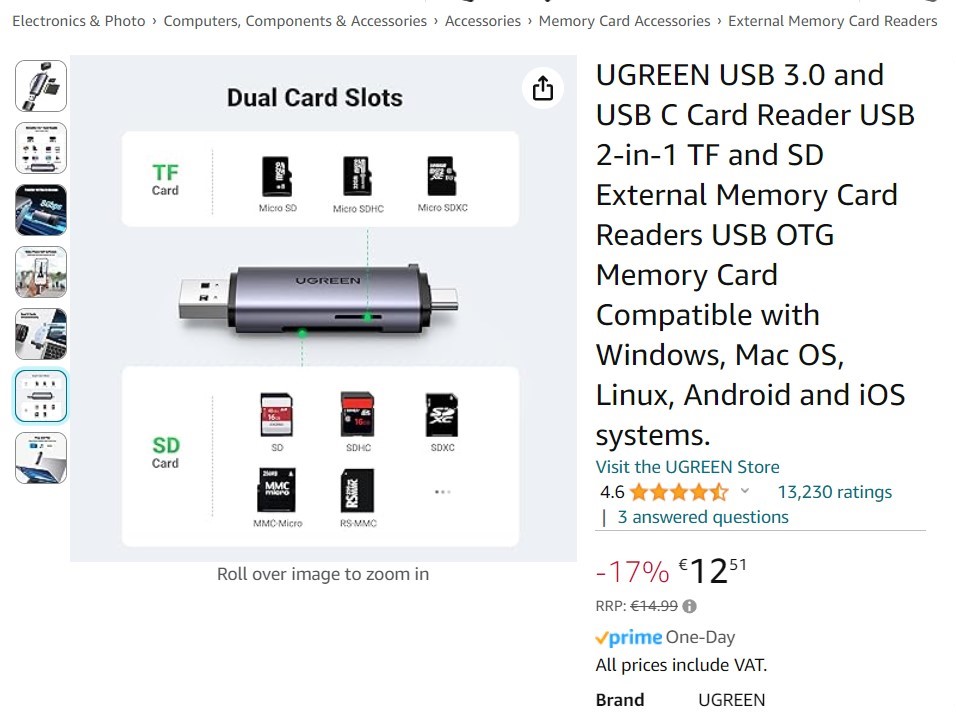 Electronics & Photo › Computers, Components & Accessories › Accessories › Memory Card Accessories › External Memory Card Readers
Dual Card Slots
TF
Card
Micro SD
Micro SDHC
Micro SDXC
UGREEN
SD
Card
16GB
SD
16GB
SDHC
SDXC
256MB
MMC
micro
MMC-Micro
RS-MMC
...
Roll over image to zoom in
UGREEN USB 3.0 and
USB C Card Reader USB
2-in-1 TF and SD
External Memory Card
Readers USB OTG
Memory Card
Compatible with
Windows, Mac OS,
Linux, Android and iOS
systems.
Visit the UGREEN Store
4.6 13,230 ratings
| 3 answered questions
-17% €12 51
RRP: €14.99
prime One-Day
All prices include VAT.
Brand UGREEN